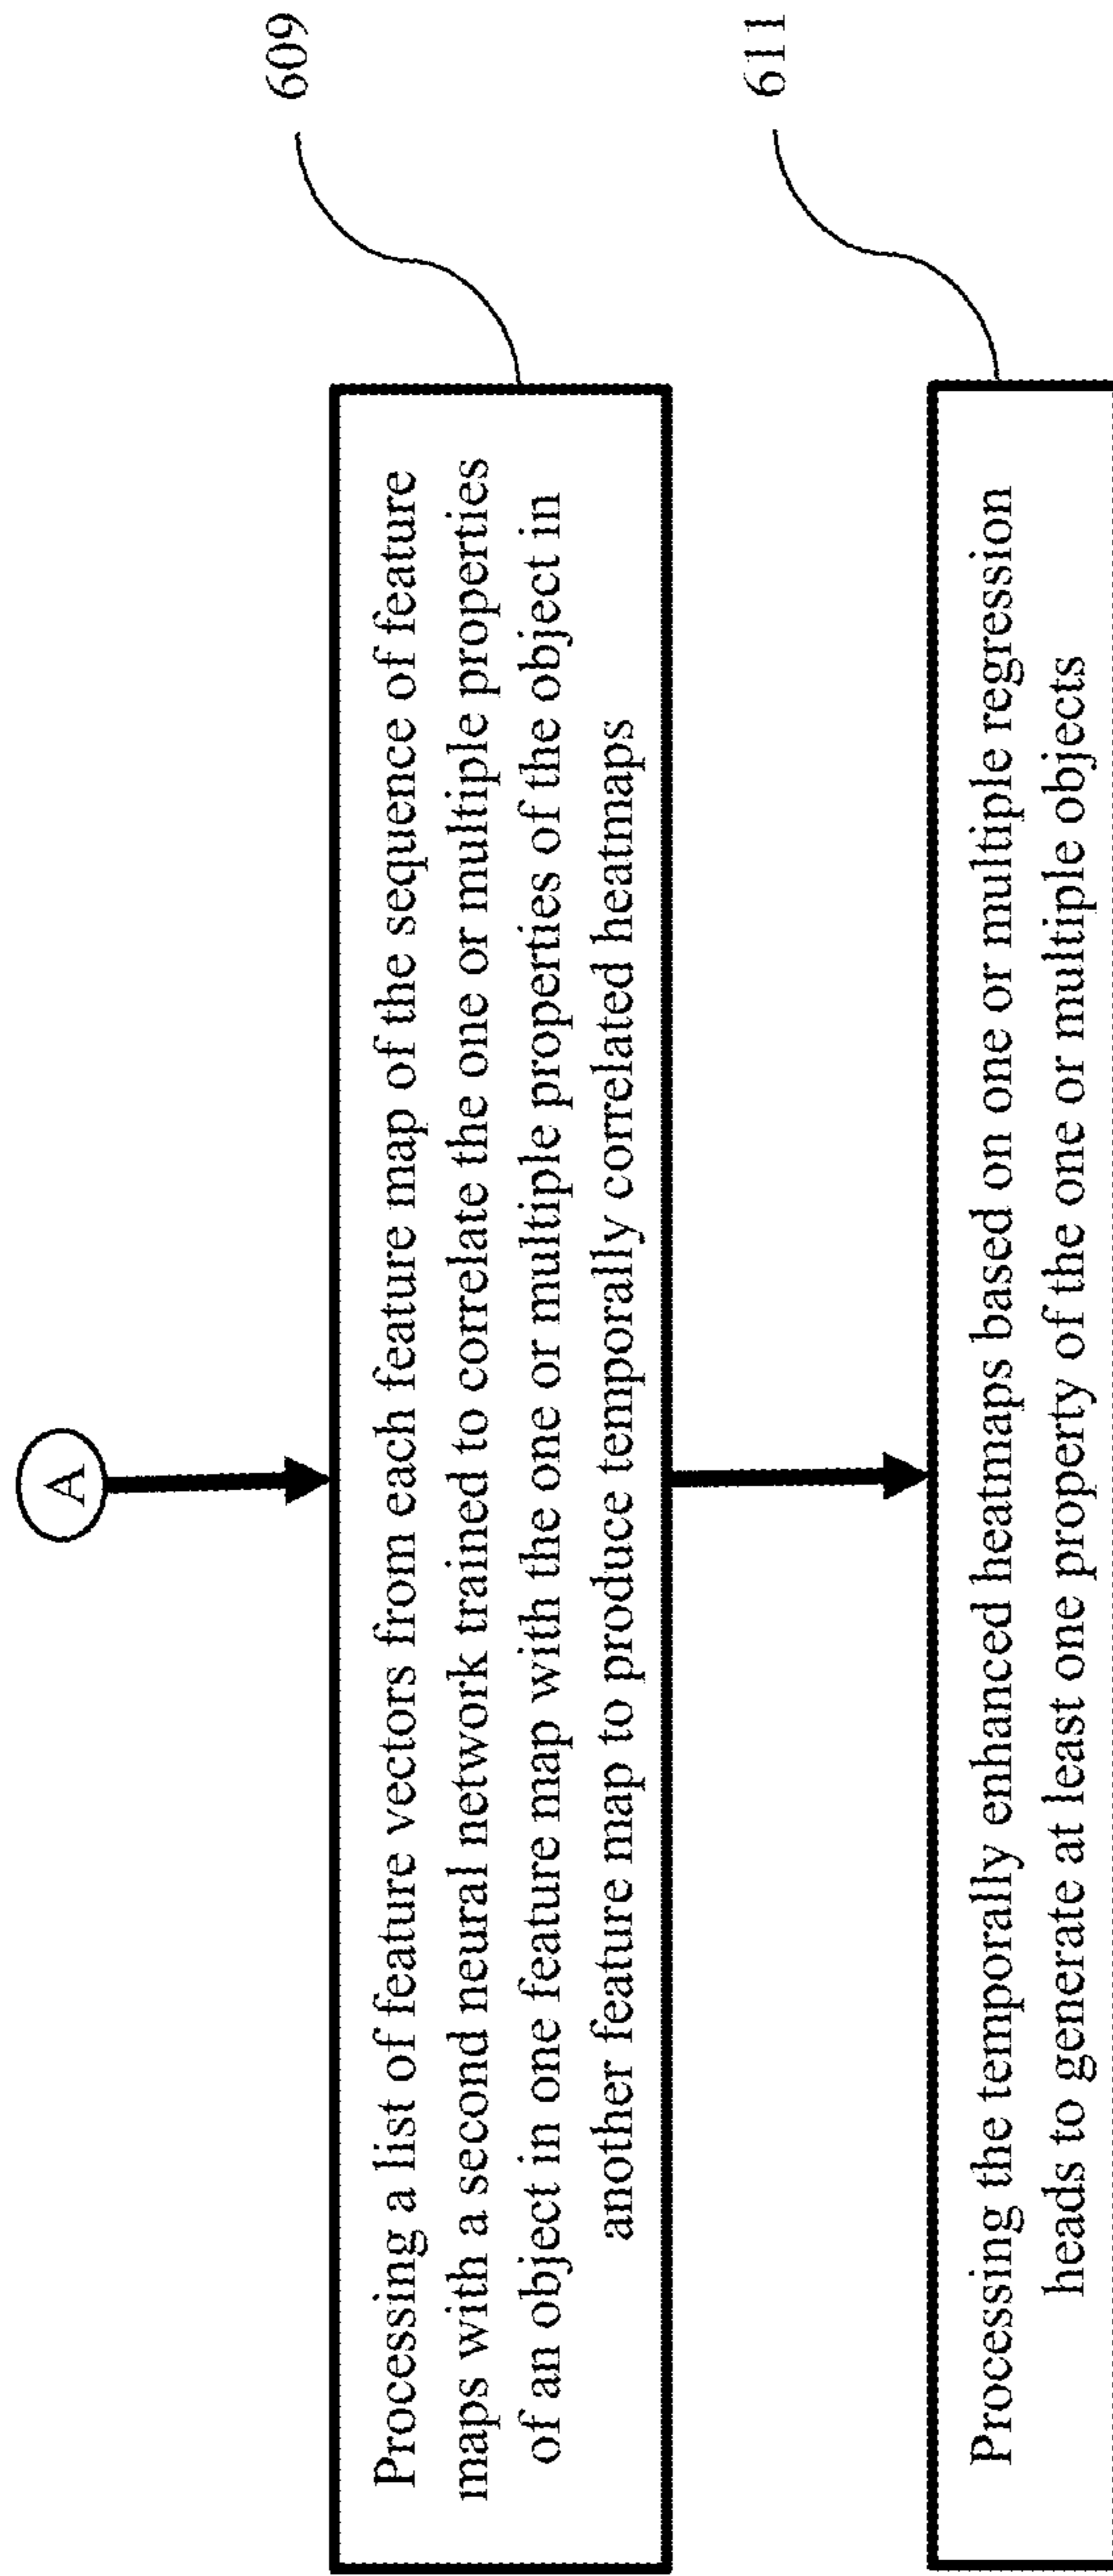 A
609
Processing a list of feature vectors from each feature map of the sequence of feature
maps with a second neural network trained to correlate the one or multiple properties
of an object in one feature map with the one or multiple properties of the object in
another feature map to produce temporally correlated heatmaps
611
Processing the temporally enhanced heatmaps based on one or multiple regression
heads to generate at least one property of the one or multiple objects